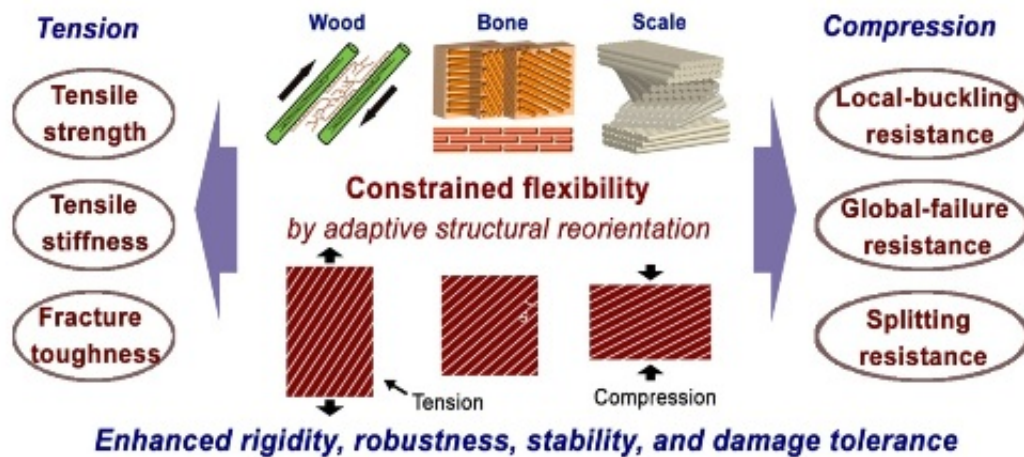 Tension
Wood
Bone
Scale
Compression
Tensile
strength
Tensile
stiffness
Fracture
toughness
Constrained flexibility
by adaptive structural reorientation
Local-buckling
resistance
Global-failure
resistance
Splitting
resistance
Tension
Compression
Enhanced rigidity, robustness, stability, and damage tolerance